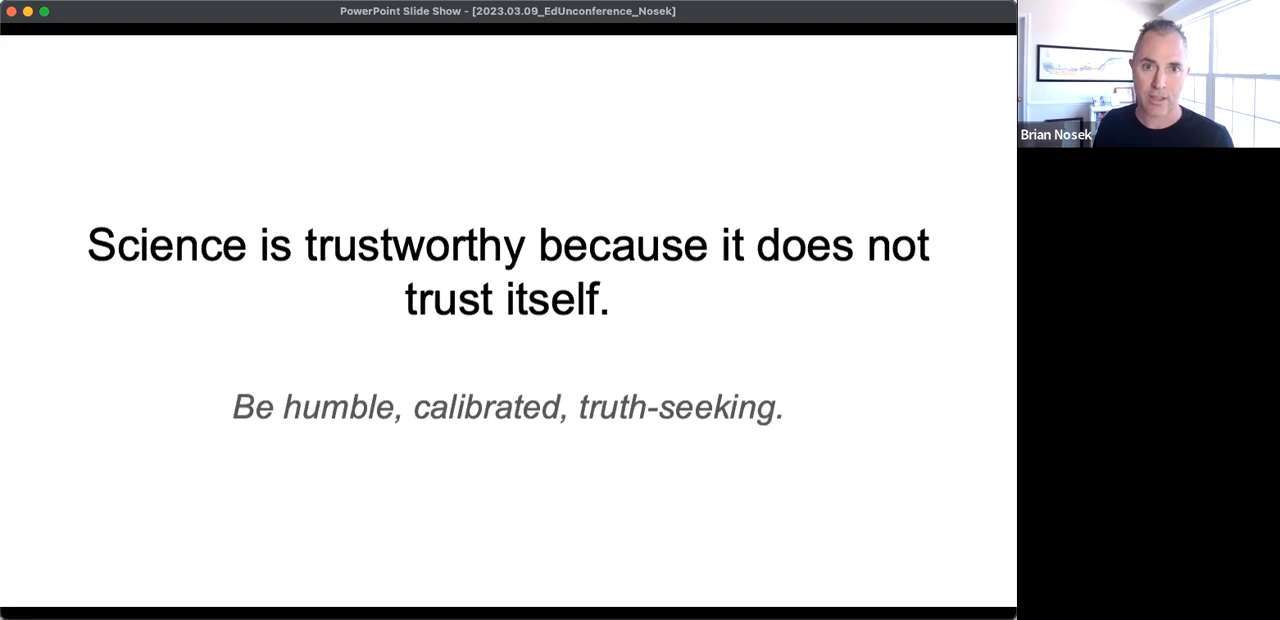 PowerPoint Slide Show - [2023.03.09_EdUnconference_Nosek]
Science is trustworthy because it does not
trust itself.
Be humble, calibrated, truth-seeking.
Brian Nosek